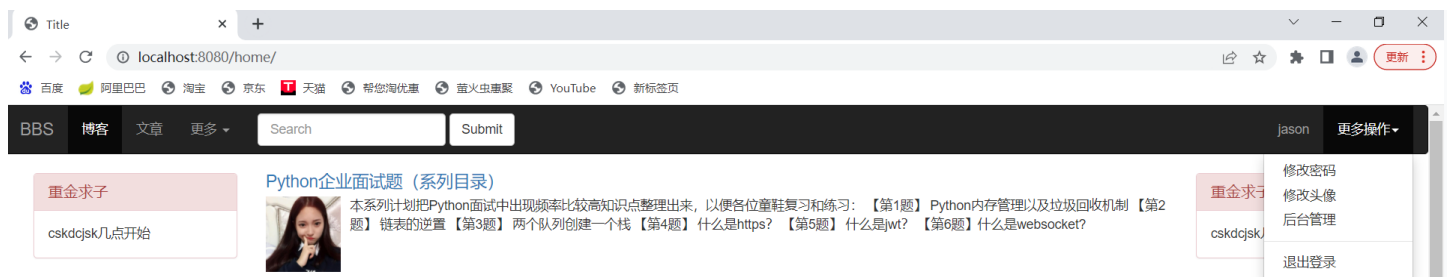 Title
localhost:8080/home/
更新
百度 阿里巴巴 淘宝 京东 天猫 帮您淘优惠 萤火虫惠聚 YouTube 新标签页
BBS 博客 文章 更多 Search Submit jason 更多操作
修改密码
修改头像
后台管理
退出登录
重金求子
cskdcjsk几点开始
Python企业面试题（系列目录）
本系列计划把Python面试中出现频率比较高知识点整理出来，以便各位童鞋复习和练习： 【第1题】 Python内存管理以及垃圾回收机制 【第2
题】 链表的逆置 【第3题】 两个队列创建一个栈 【第4题】 什么是https? 【第5题】 什么是jwt? 【第6题】什么是websocket?
重金求子
cskdcjsk